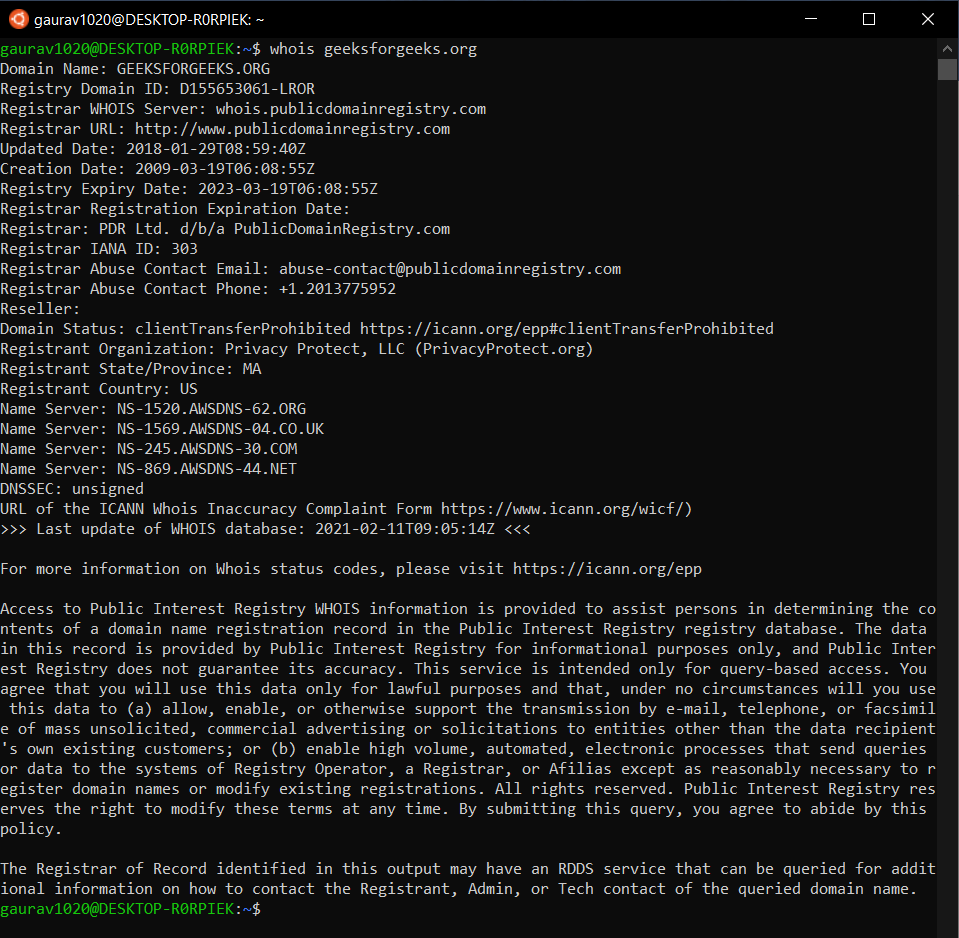 gaurav1020@DESKTOP-R0RPIEK: ~
gaurav1020@DESKTOP-R0RPIEK:~$ whois geeksforgeeks.org
Domain Name: GEEKSFORGEEKS.ORG
Registry Domain ID: D155653061-LROR
Registrar WHOIS Server: whois.publicdomainregistry.com
Registrar URL: http://www.publicdomainregistry.com
Updated Date: 2018-01-29T08:59:40Z
Creation Date: 2009-03-19T06:08:55Z
Registry Expiry Date: 2023-03-19T06:08:55Z
Registrar Registration Expiration Date:
Registrar: PDR Ltd. d/b/a PublicDomainRegistry.com
Registrar IANA ID: 303
Registrar Abuse Contact Email: abuse-contact@publicdomainregistry.com
Registrar Abuse Contact Phone: +1.2013775952
Reseller:
Domain Status: clientTransferProhibited https://icann.org/epp#clientTransferProhibited
Registrant Organization: Privacy Protect, LLC (PrivacyProtect.org)
Registrant State/Province: MA
Registrant Country: US
Name Server: NS-1520.AWSDNS-62.ORG
Name Server: NS-1569.AWSDNS-04.CO.UK
Name Server: NS-245.AWSDNS-30.COM
Name Server: NS-869.AWSDNS-44.NET
DNSSEC: unsigned
URL of the ICANN Whois Inaccuracy Complaint Form https://www.icann.org/wicf/)
>>> Last update of WHOIS database: 2021-02-11T09:05:14Z <<<

For more information on Whois status codes, please visit https://icann.org/epp

Access to Public Interest Registry WHOIS information is provided to assist persons in determining the co
ntents of a domain name registration record in the Public Interest Registry registry database. The data
in this record is provided by Public Interest Registry for informational purposes only, and Public Inter
est Registry does not guarantee its accuracy. This service is intended only for query-based access. You
agree that you will use this data only for lawful purposes and that, under no circumstances will you use
 this data to (a) allow, enable, or otherwise support the transmission by e-mail, telephone, or facsimil
e of mass unsolicited, commercial advertising or solicitations to entities other than the data recipient
's own existing customers; or (b) enable high volume, automated, electronic processes that send queries
or data to the systems of Registry Operator, a Registrar, or Afilias except as reasonably necessary to r
egister domain names or modify existing registrations. All rights reserved. Public Interest Registry res
erves the right to modify these terms at any time. By submitting this query, you agree to abide by this
policy.

The Registrar of Record identified in this output may have an RDDS service that can be queried for addit
ional information on how to contact the Registrant, Admin, or Tech contact of the queried domain name.
gaurav1020@DESKTOP-R0RPIEK:~$